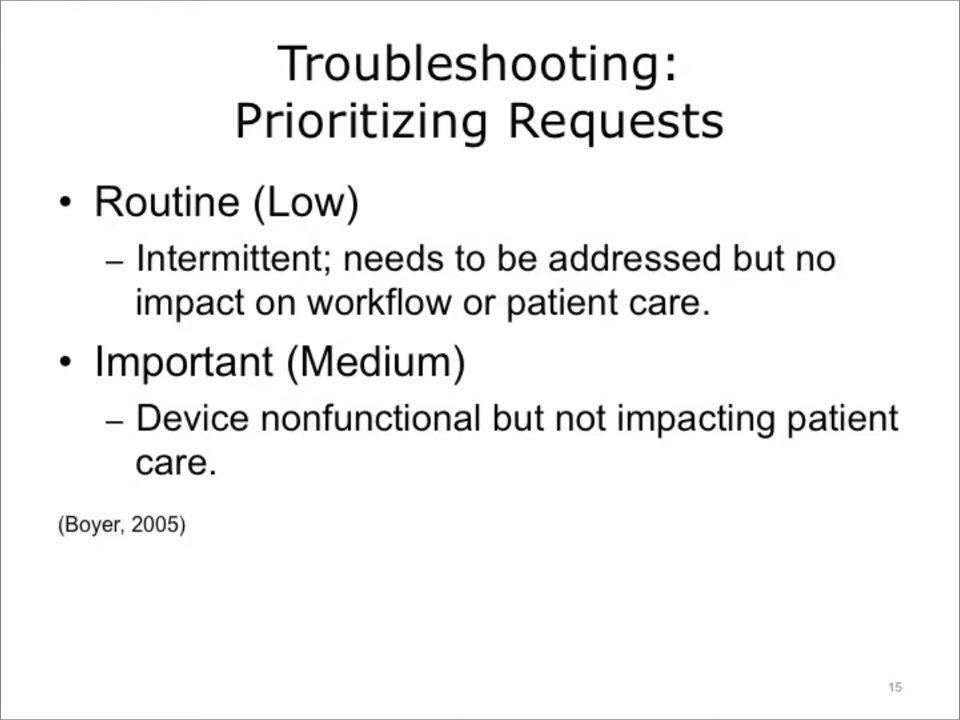 Troubleshooting:
Prioritizing Requests
• Routine (Low)
– Intermittent; needs to be addressed but no
impact on workflow or patient care.
• Important (Medium)
– Device nonfunctional but not impacting patient
care.
(Boyer, 2005)
15